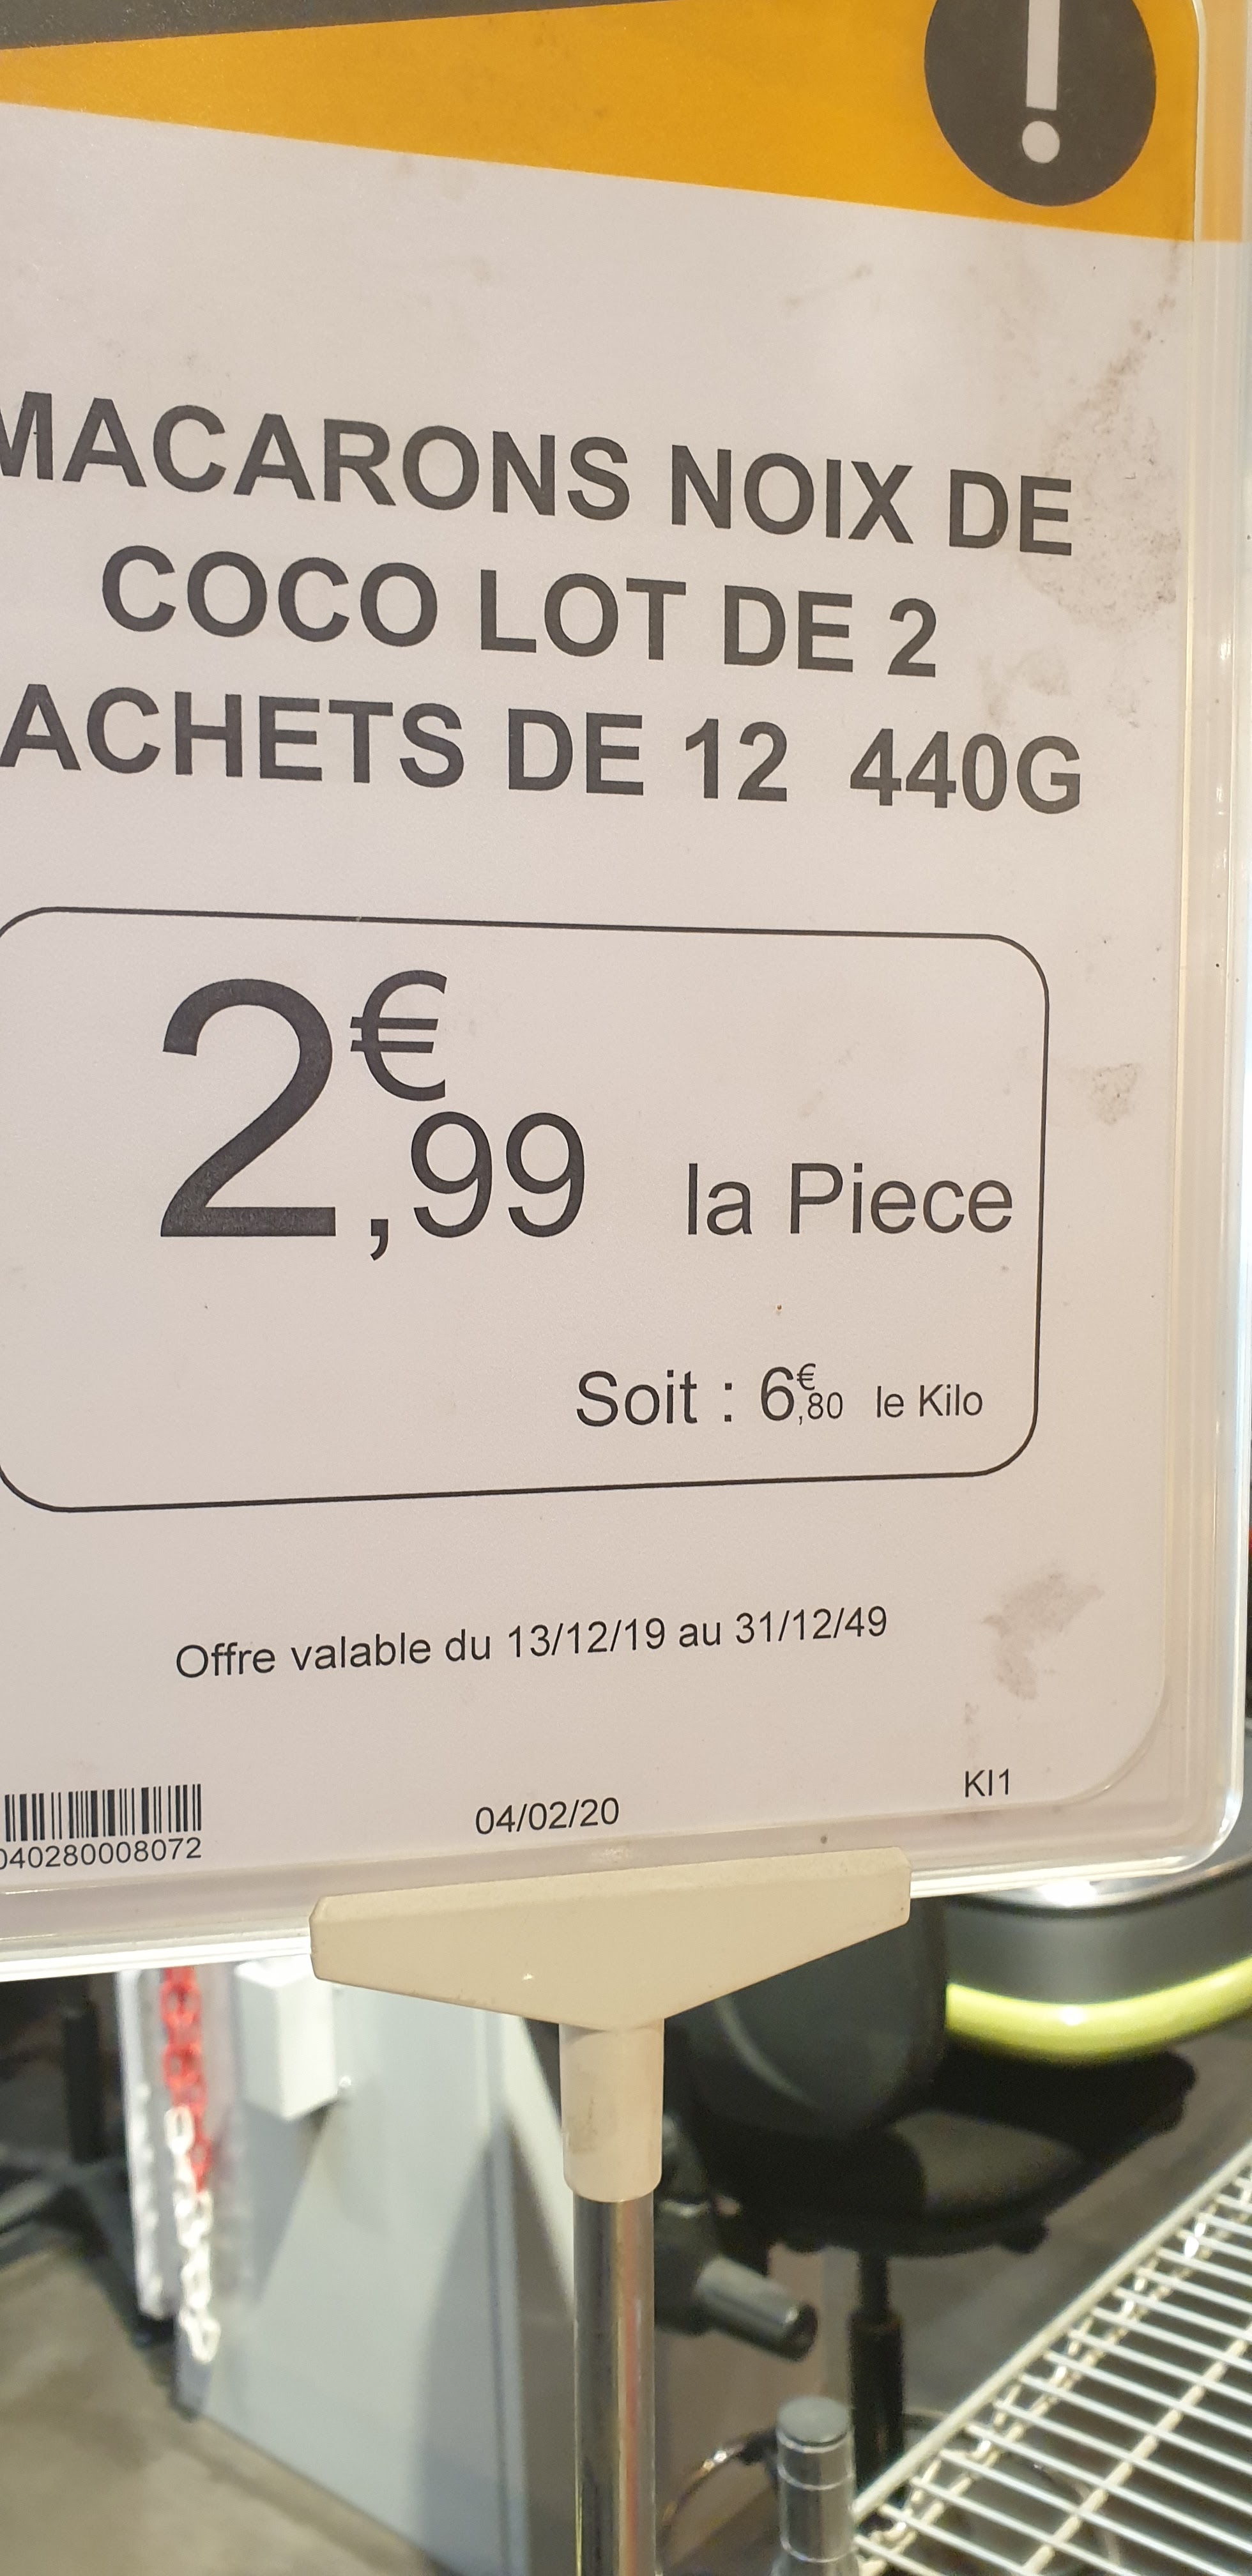 MACARONS NOIX DE
COCO LOT DE 2
ACHETS DE 12 440G
2€,99 la Piece
Soit : 6€,80 le Kilo
Offre valable du 13/12/19 au 31/12/49
040280008072
04/02/20
KI1